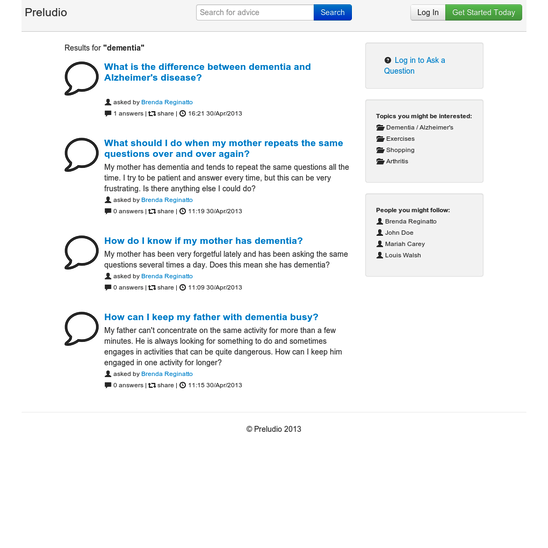 Preludio
Search for advice
Search
Log In
Get Started Today
Results for "dementia"
What is the difference between dementia and
Alzheimer's disease?
asked by Brenda Reginatto
1 answers | share | 16:21 30/Apr/2013
What should I do when my mother repeats the same
questions over and over again?
My mother has dementia and tends to repeat the same questions all the
time. I try to be patient and answer every time, but this can be very
frustrating. Is there anything else I could do?
asked by Brenda Reginatto
0 answers | share | 11:19 30/Apr/2013
How do I know if my mother has dementia?
My mother has been very forgetful lately and has been asking the same
questions several times a day. Does this mean she has dementia?
asked by Brenda Reginatto
0 answers | share | 11:09 30/Apr/2013
How can I keep my father with dementia busy?
My father can't concentrate on the same activity for more than a few
minutes. He is always looking for something to do and sometimes
engages in activities that can be quite dangerous. How can I keep him
engaged in one activity for longer?
asked by Brenda Reginatto
0 answers | share | 11:15 30/Apr/2013
Log in to Ask a
Question
Topics you might be interested:
Dementia / Alzheimer's
Exercises
Shopping
Arthritis
People you might follow:
Brenda Reginatto
John Doe
Mariah Carey
Louis Walsh
© Preludio 2013